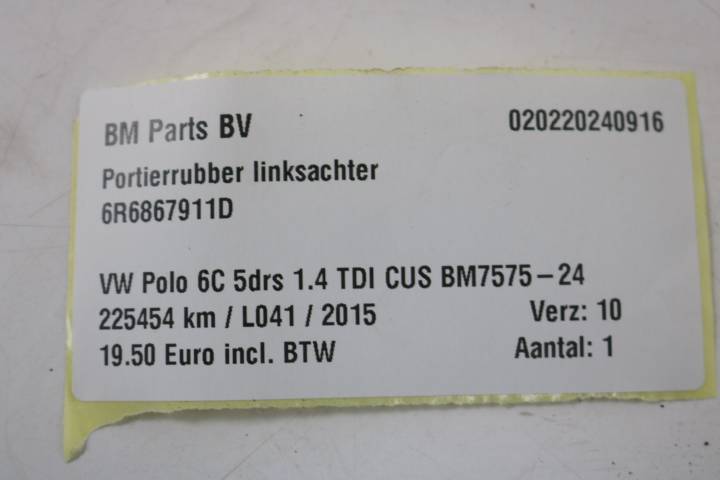 BM Parts BV 020220240916
Portierrubber linksachter
6R6867911D
VW Polo 6C 5drs 1.4 TDI CUS BM7575-24
225454 km / L041 / 2015 Verz: 10
19.50 Euro incl. BTW Aantal: 1